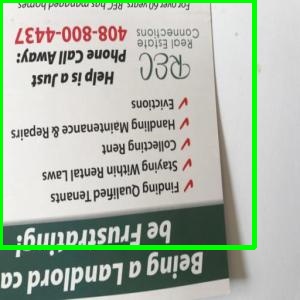 Being a Landlord ca
be Frustrating!
✓ Finding Qualified Tenants
✓ Staying Within Rental Laws
✓ Collecting Rent
✓ Handling Maintenance & Repairs
✓ Evictions
REC
Real Estate
Connections
Help is a Just
Phone Call Away:
408-800-4437
For over 60 years, REC has managed homes